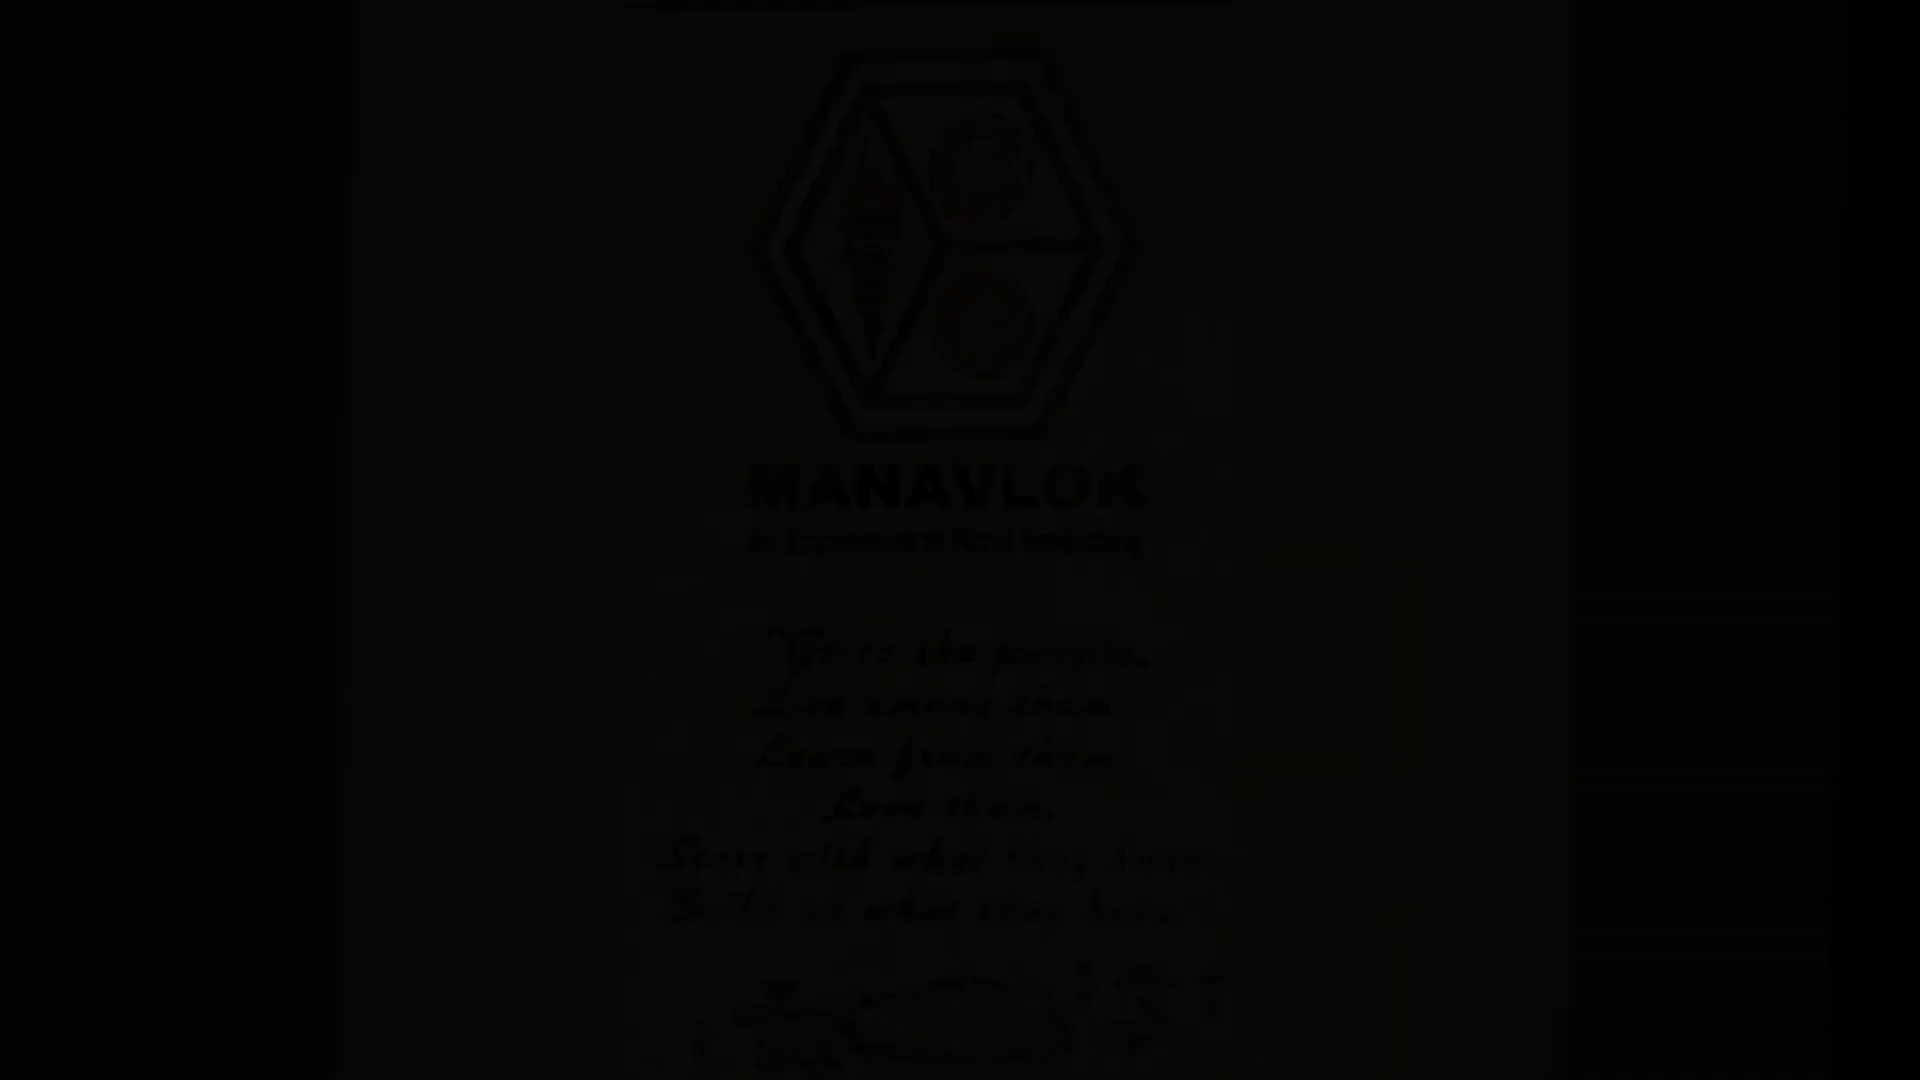 MANAVLOK
"Go to the people,
Live among them.
Learn from them.
Love them,
Start with what they know.
Build on what they have."